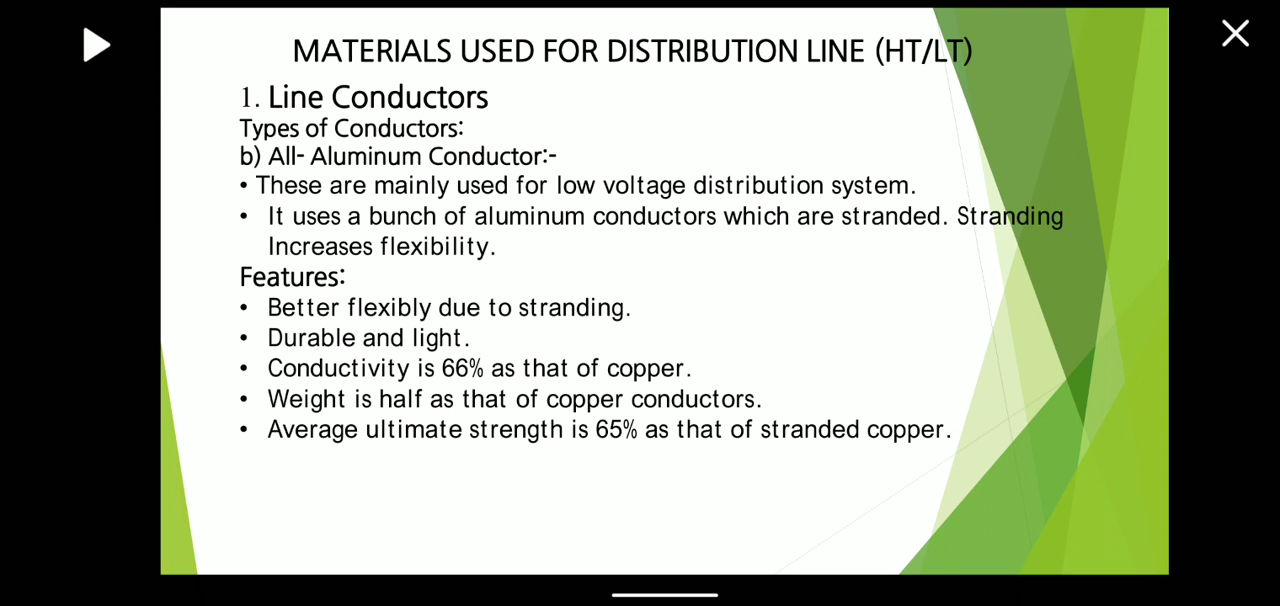 MATERIALS USED FOR DISTRIBUTION LINE (HT/LT)
1. Line Conductors
Types of Conductors:
b) All- Aluminum Conductor:-
• These are mainly used for low voltage distribution system.
• It uses a bunch of aluminum conductors which are stranded. Stranding
Increases flexibility.
Features:
• Better flexibly due to stranding.
• Durable and light.
• Conductivity is 66% as that of copper.
• Weight is half as that of copper conductors.
• Average ultimate strength is 65% as that of stranded copper.